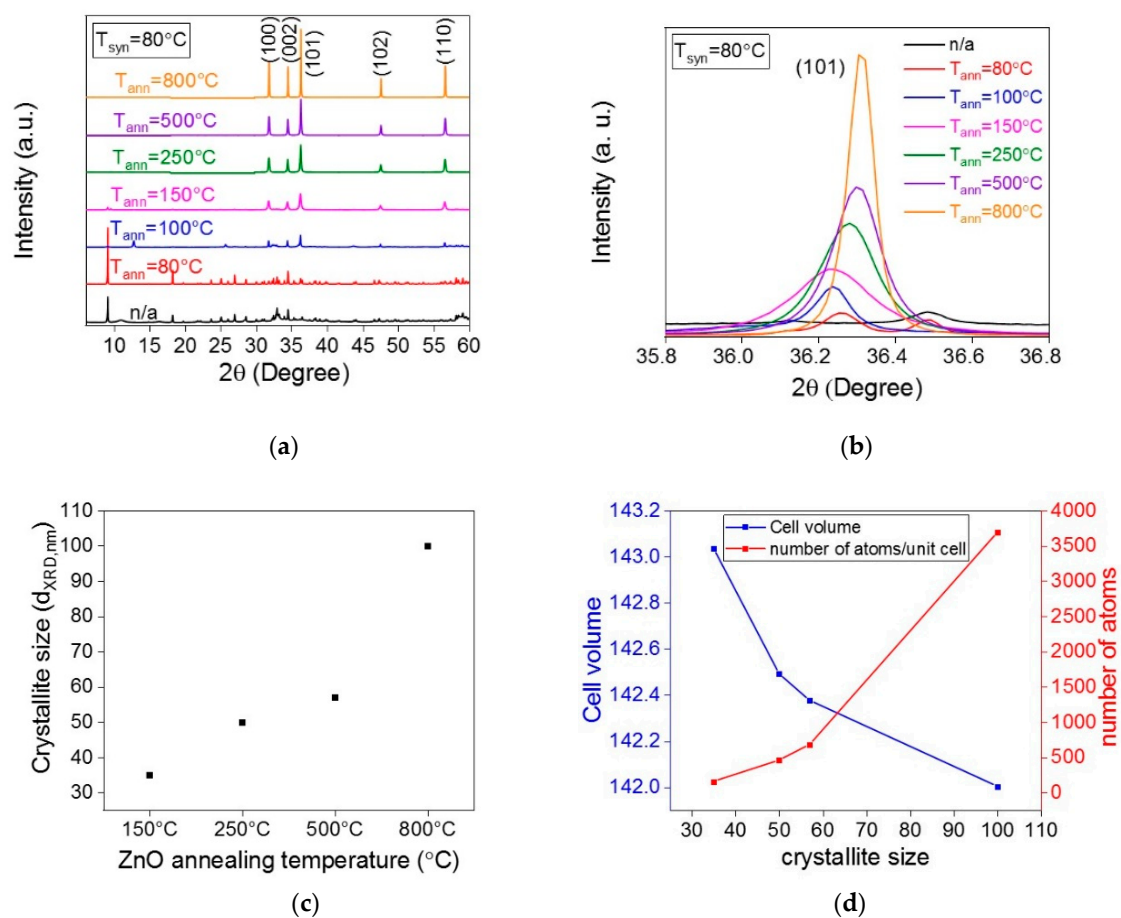 T_syn=80°C
(100)
(002)
(101)
(102)
(110)
T_ann=800°C
T_ann=500°C
T_ann=250°C
T_ann=150°C
T_ann=100°C
T_ann=80°C
n/a
Intensity (a.u.)
10 15 20 25 30 35 40 45 50 55 60
2θ (Degree)
(a)
T_syn=80°C
(101)
n/a
T_ann=80°C
T_ann=100°C
T_ann=150°C
T_ann=250°C
T_ann=500°C
T_ann=800°C
Intensity (a. u.)
35.8 36.0 36.2 36.4 36.6 36.8
2θ (Degree)
(b)
Crystallite size (d_XRD,nm)
110
100
90
80
70
60
50
40
30
150°C 250°C 500°C 800°C
ZnO annealing temperature (°C)
(c)
Cell volume
143.2
143.0
142.8
142.6
142.4
142.2
142.0
Cell volume
number of atoms/unit cell
4000
3500
3000
2500
2000
1500
1000
500
0
number of atoms
30 40 50 60 70 80 90 100 110
crystallite size
(d)